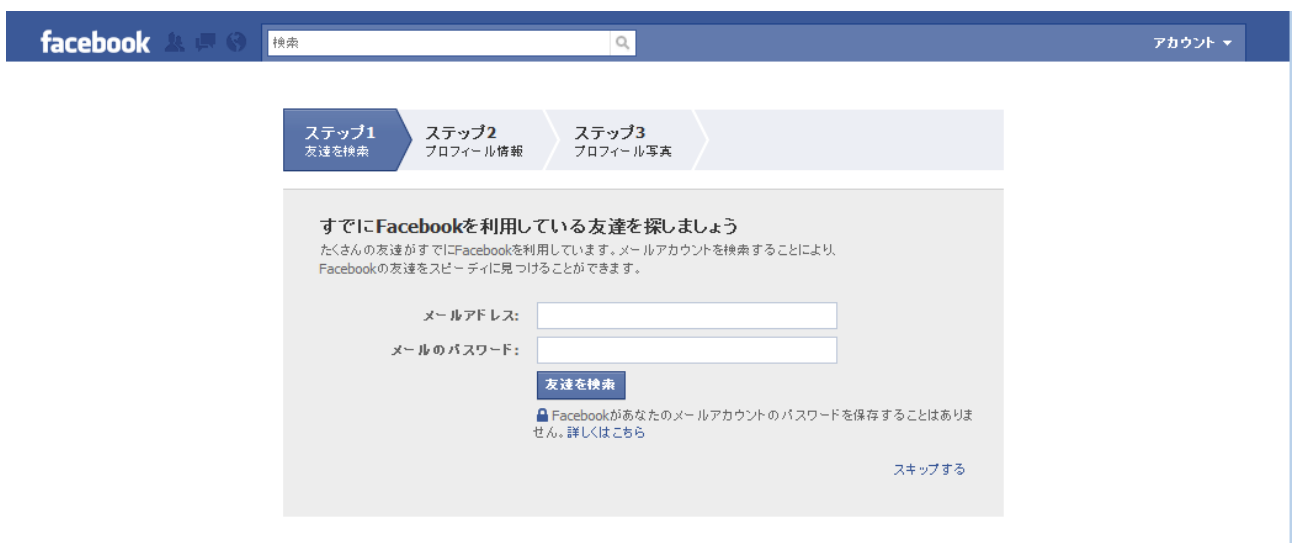 facebook
検索
アカウント
ステップ1
友達を検索
ステップ2
プロフィール情報
ステップ3
プロフィール写真
すでにFacebookを利用している友達を探しましょう
たくさんの友達がすでにFacebookを利用しています。メールアカウントを検索することにより、
Facebookの友達をスピーディに見つけることができます。
メールアドレス:
メールのパスワード:
友達を検索
Facebookがあなたのメールアカウントのパスワードを保存することはありま
せん。詳しくはこちら
スキップする